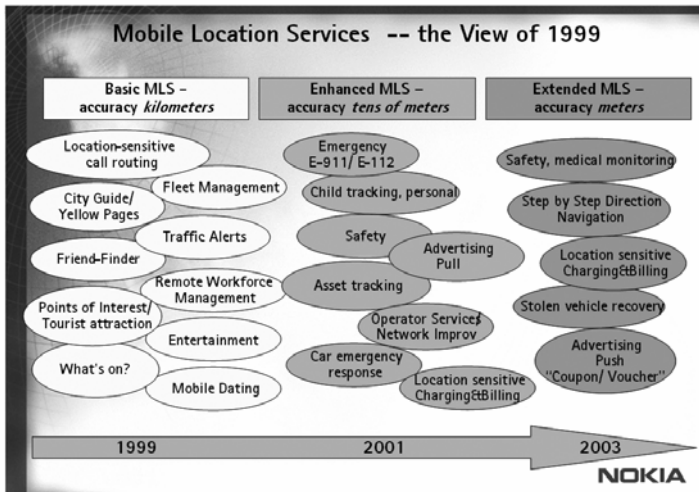 Mobile Location Services -- the View of 1999
Basic MLS –
accuracy kilometers
Enhanced MLS –
accuracy tens of meters
Extended MLS –
accuracy meters
Location-sensitive
call routing
Fleet Management
City Guide/
Yellow Pages
Traffic Alerts
Friend-Finder
Remote Workforce
Management
Points of Interest/
Tourist attraction
Entertainment
What's on?
Mobile Dating
Emergency
E-911/ E-112
Child tracking, personal
Safety
Advertising
Pull
Asset tracking
Operator Services/
Network Improv
Car emergency
response
Location sensitive
Charging&Billing
Safety, medical monitoring
Step by Step Direction
Navigation
Location sensitive
Charging&Billing
Stolen vehicle recovery
Advertising
Push
"Coupon/ Voucher"
1999
2001
2003
NOKIA